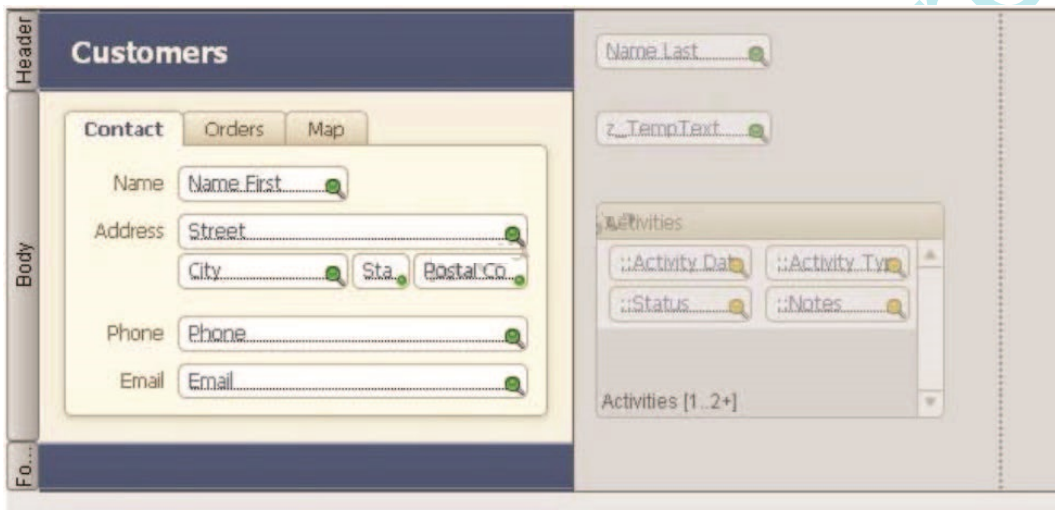 Header
Customers
Name Last
z_TempText
Body
Contact Orders Map
Name Name First
Address Street
City Sta Postal Co
Phone Phone
Email Email
Activities
::Activity Dat ::Activity Typ
::Status ::Notes
Activities [1..2+]
Fo...